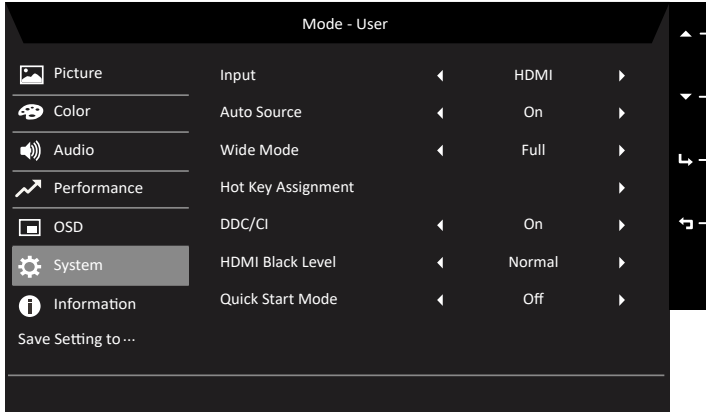 Mode - User
Picture
Input HDMI
Color
Auto Source On
Audio
Wide Mode Full
Performance
Hot Key Assignment
OSD
DDC/CI On
System
HDMI Black Level Normal
Information
Quick Start Mode Off
Save Setting to ···